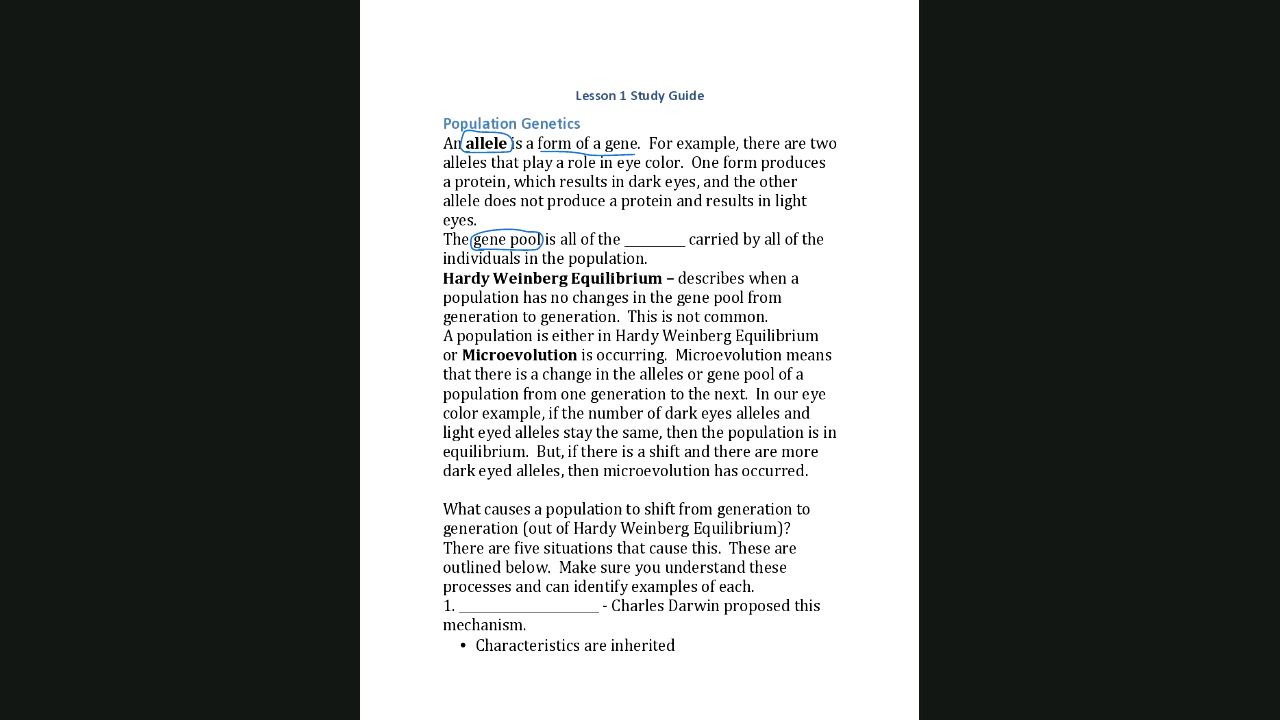 Lesson 1 Study Guide
Population Genetics
An allele is a form of a gene.  For example, there are two
alleles that play a role in eye color.  One form produces
a protein, which results in dark eyes, and the other
allele does not produce a protein and results in light
eyes.
The gene pool is all of the _________ carried by all of the
individuals in the population.
Hardy Weinberg Equilibrium – describes when a
population has no changes in the gene pool from
generation to generation.  This is not common.
A population is either in Hardy Weinberg Equilibrium
or Microevolution is occurring.  Microevolution means
that there is a change in the alleles or gene pool of a
population from one generation to the next.  In our eye
color example, if the number of dark eyes alleles and
light eyed alleles stay the same, then the population is in
equilibrium.  But, if there is a shift and there are more
dark eyed alleles, then microevolution has occurred.
What causes a population to shift from generation to
generation (out of Hardy Weinberg Equilibrium)?
There are five situations that cause this.  These are
outlined below.  Make sure you understand these
processes and can identify examples of each.
1. _____________________ - Charles Darwin proposed this
mechanism.
• Characteristics are inherited